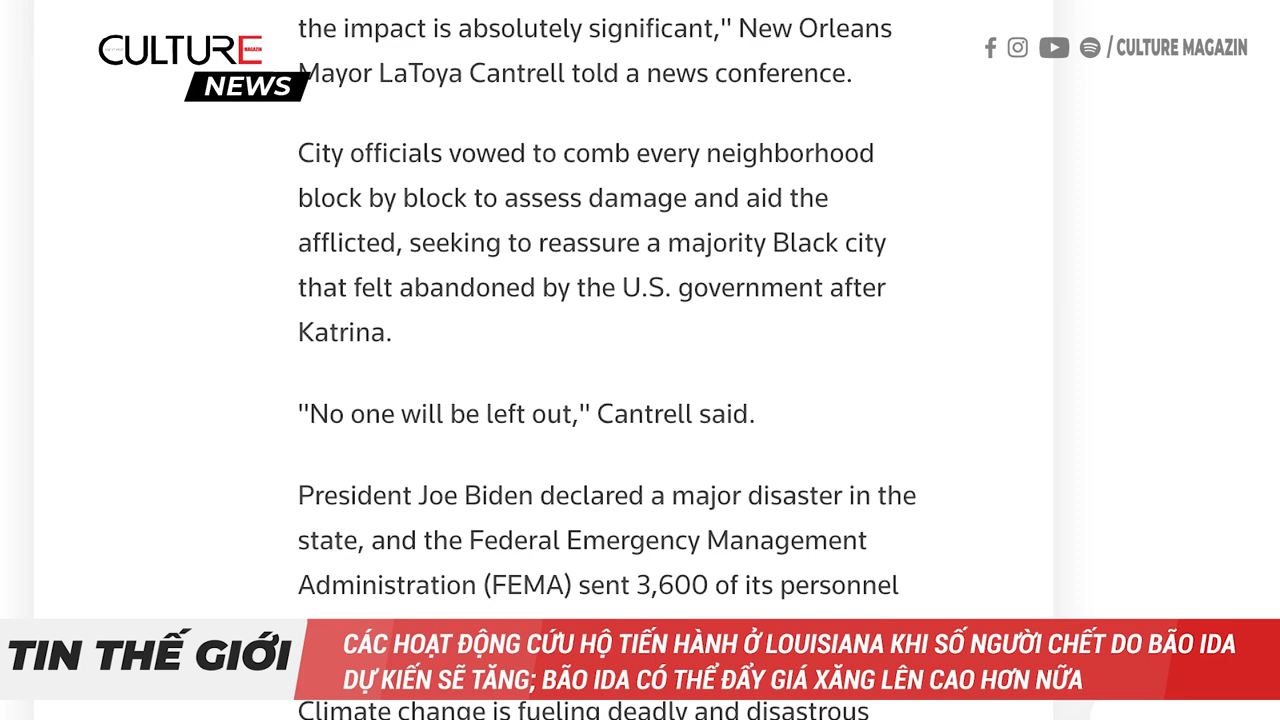 the impact is absolutely significant," New Orleans
Mayor LaToya Cantrell told a news conference.
CULTURE
MAGAZIN
NEWS
/ CULTURE MAGAZIN
City officials vowed to comb every neighborhood
block by block to assess damage and aid the
afflicted, seeking to reassure a majority Black city
that felt abandoned by the U.S. government after
Katrina.
"No one will be left out," Cantrell said.
President Joe Biden declared a major disaster in the
state, and the Federal Emergency Management
Administration (FEMA) sent 3,600 of its personnel
TIN THẾ GIỚI
CÁC HOẠT ĐỘNG CỨU HỘ TIẾN HÀNH Ở LOUISIANA KHI SỐ NGƯỜI CHẾT DO BÃO IDA
DỰ KIẾN SẼ TĂNG; BÃO IDA CÓ THỂ ĐẨY GIÁ XĂNG LÊN CAO HƠN NỮA
Climate change is fueling deadly and disastrous